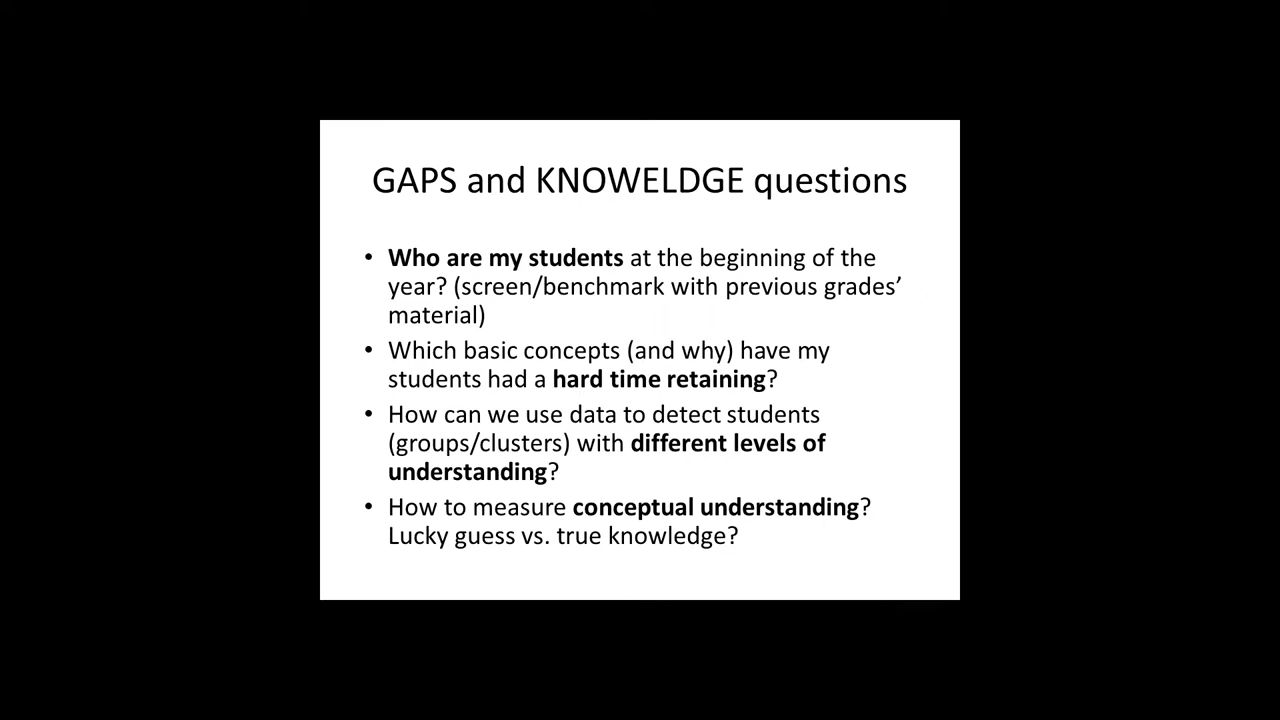 GAPS and KNOWELDGE questions
• Who are my students at the beginning of the
year? (screen/benchmark with previous grades’
material)
• Which basic concepts (and why) have my
students had a hard time retaining?
• How can we use data to detect students
(groups/clusters) with different levels of
understanding?
• How to measure conceptual understanding?
Lucky guess vs. true knowledge?